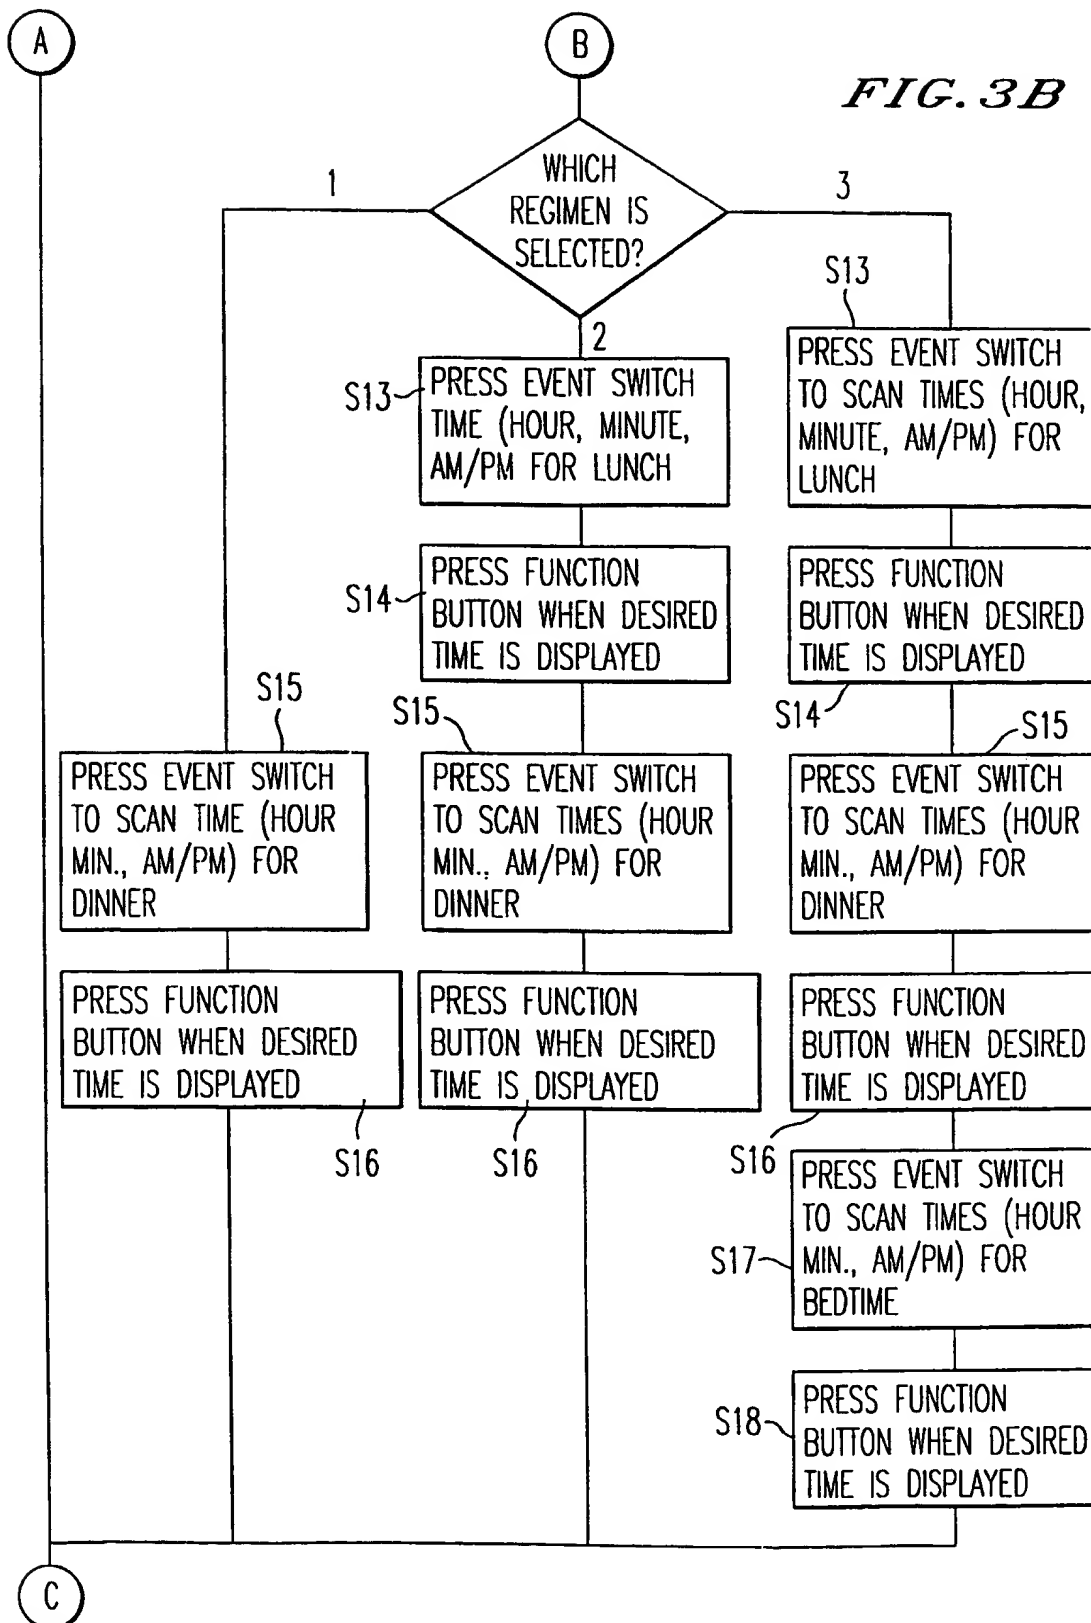 A
B
FIG. 3B
WHICH
REGIMEN IS
SELECTED?
1
2
3
S13
PRESS EVENT SWITCH
TIME (HOUR, MINUTE,
AM/PM FOR LUNCH
S14
PRESS FUNCTION
BUTTON WHEN DESIRED
TIME IS DISPLAYED
S13
PRESS EVENT SWITCH
TO SCAN TIMES (HOUR,
MINUTE, AM/PM) FOR
LUNCH
PRESS FUNCTION
BUTTON WHEN DESIRED
TIME IS DISPLAYED
S14
S15
PRESS EVENT SWITCH
TO SCAN TIME (HOUR
MIN., AM/PM) FOR
DINNER
PRESS FUNCTION
BUTTON WHEN DESIRED
TIME IS DISPLAYED
S16
S15
PRESS EVENT SWITCH
TO SCAN TIMES (HOUR
MIN., AM/PM) FOR
DINNER
PRESS FUNCTION
BUTTON WHEN DESIRED
TIME IS DISPLAYED
S16
S15
PRESS EVENT SWITCH
TO SCAN TIMES (HOUR
MIN., AM/PM) FOR
DINNER
PRESS FUNCTION
BUTTON WHEN DESIRED
TIME IS DISPLAYED
S16
PRESS EVENT SWITCH
TO SCAN TIMES (HOUR
MIN., AM/PM) FOR
BEDTIME
S17
S18
PRESS FUNCTION
BUTTON WHEN DESIRED
TIME IS DISPLAYED
C